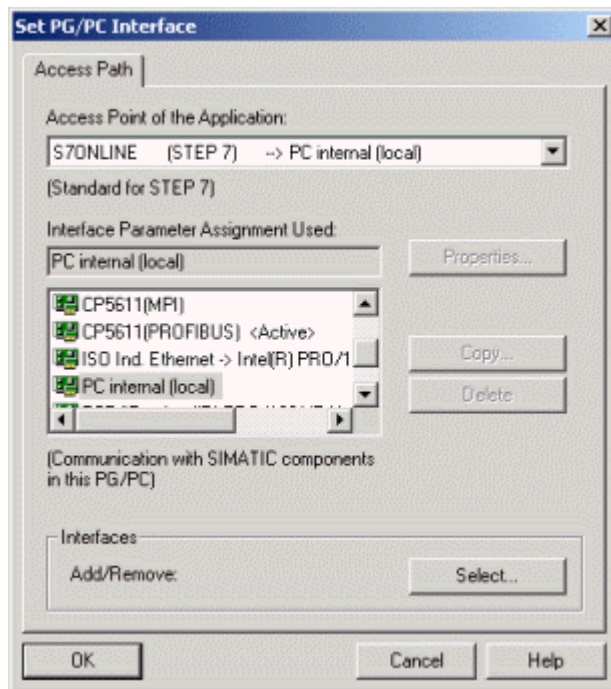 Set PG/PC Interface
Access Path
Access Point of the Application:
S7ONLINE (STEP 7) --> PC internal (local)
(Standard for STEP 7)
Interface Parameter Assignment Used:
PC internal (local)
Properties...
CP5611(MPI)
CP5611(PROFIBUS) <Active>
ISO Ind. Ethernet -> Intel(R) PRO/1
PC internal (local)
Copy...
Delete
(Communication with SIMATIC components
in this PG/PC)
Interfaces
Add/Remove:
Select...
OK
Cancel
Help